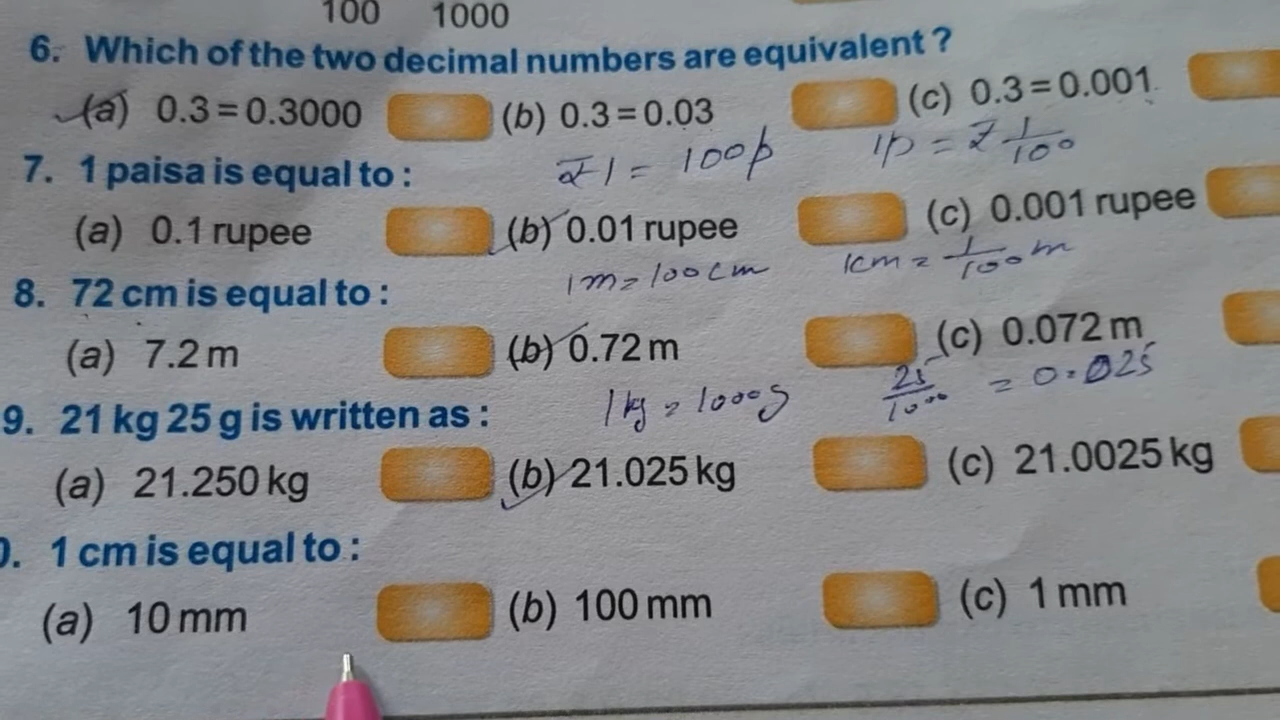 100 1000
6. Which of the two decimal numbers are equivalent ?
(a) 0.3 = 0.3000 (b) 0.3 = 0.03 (c) 0.3 = 0.001
₹1 = 100p 1p = ₹ 1/100
7. 1 paisa is equal to :
(a) 0.1 rupee (b) 0.01 rupee (c) 0.001 rupee
1m = 100cm 1cm = 1/100 m
8. 72 cm is equal to :
(a) 7.2 m (b) 0.72 m (c) 0.072 m
1kg = 1000g 25/1000 = 0.025
9. 21 kg 25 g is written as :
(a) 21.250 kg (b) 21.025 kg (c) 21.0025 kg
0. 1 cm is equal to :
(a) 10 mm (b) 100 mm (c) 1 mm